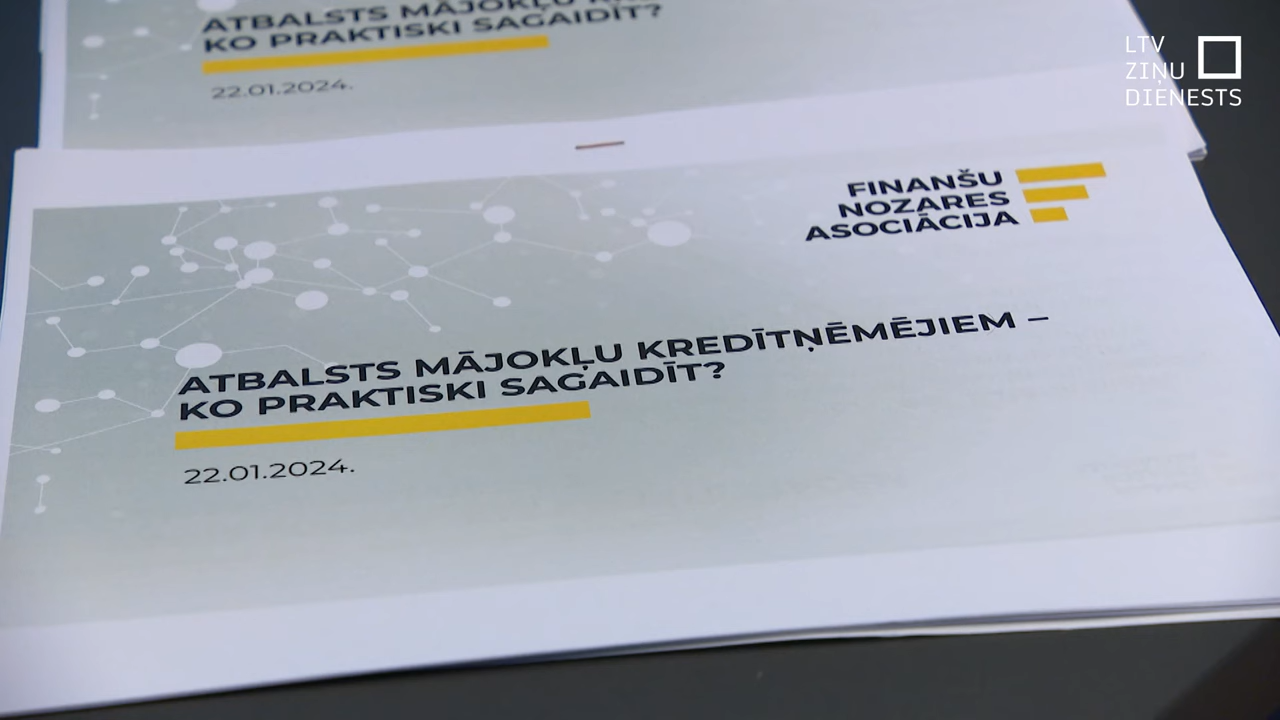 ATBALSTS MĀJOKĻU
KO PRAKTISKI SAGAIDĪT?
22.01.2024.
LTV
ZIŅU
DIENESTS
FINANŠU
NOZARES
ASOCIĀCIJA
ATBALSTS MĀJOKĻU KREDĪTŅĒMĒJIEM –
KO PRAKTISKI SAGAIDĪT?
22.01.2024.